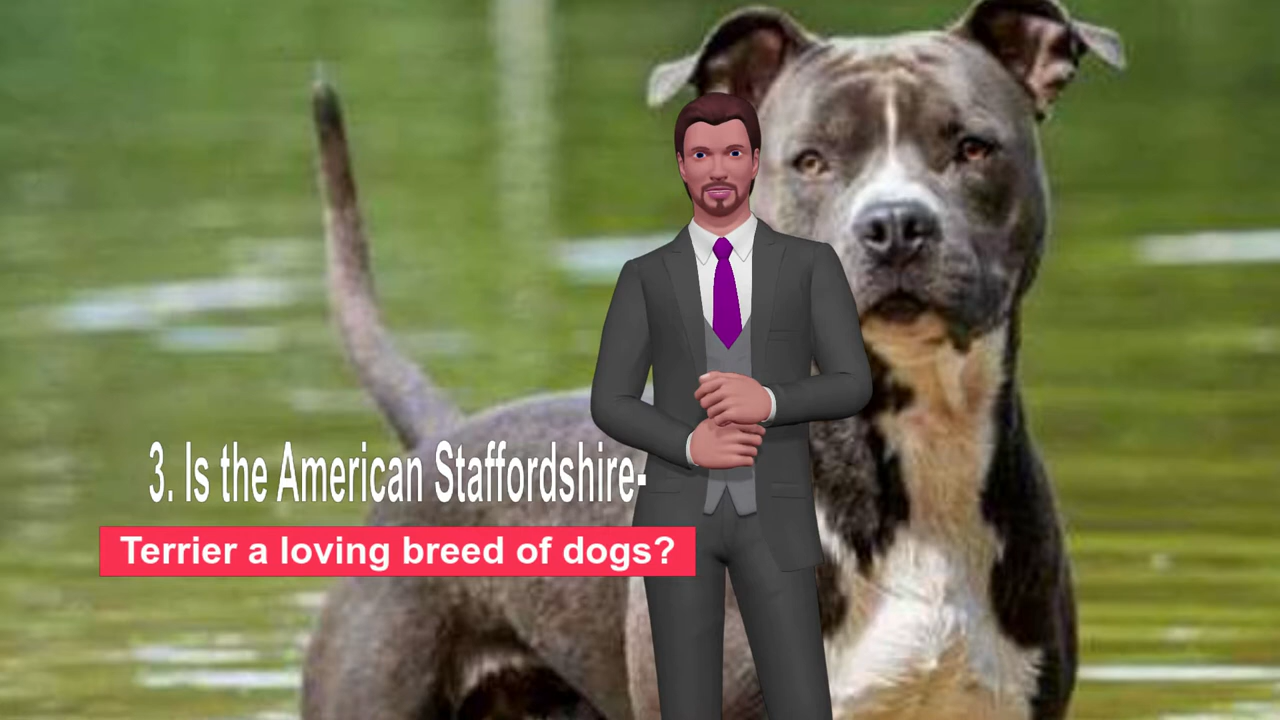 3. Is the American Staffordshire-
Terrier a loving breed of dogs?